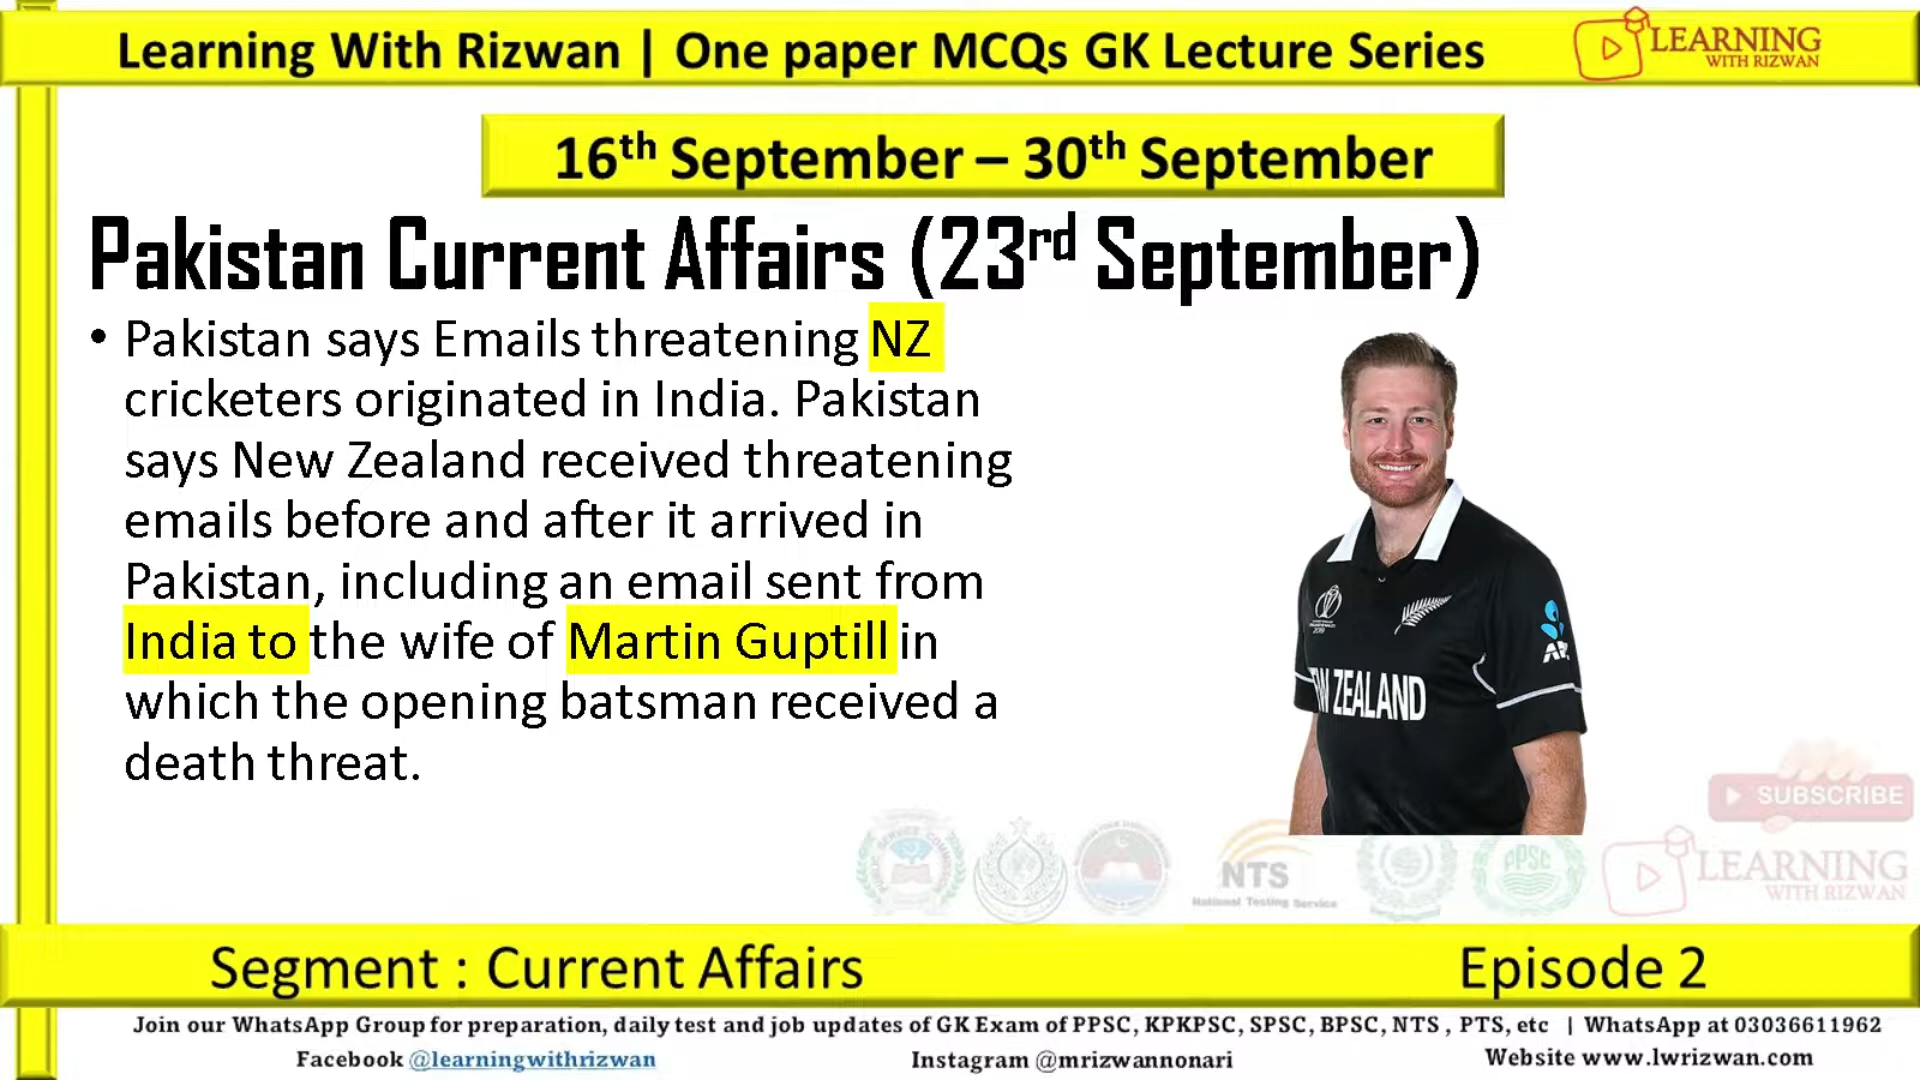 Learning With Rizwan | One paper MCQs GK Lecture Series
LEARNING
WITH RIZWAN
16th September – 30th September
Pakistan Current Affairs (23rd September)
• Pakistan says Emails threatening NZ
cricketers originated in India. Pakistan
says New Zealand received threatening
emails before and after it arrived in
Pakistan, including an email sent from
India to the wife of Martin Guptill in
which the opening batsman received a
death threat.
ZEALAND
SUBSCRIBE
NTS
National Testing Service
PPSC
LEARNING
WITH RIZWAN
Segment : Current Affairs
Episode 2
Join our WhatsApp Group for preparation, daily test and job updates of GK Exam of PPSC, KPKPSC, SPSC, BPSC, NTS , PTS, etc | WhatsApp at 03036611962
Facebook @learningwithrizwan
Instagram @mrizwannonari
Website www.lwrizwan.com